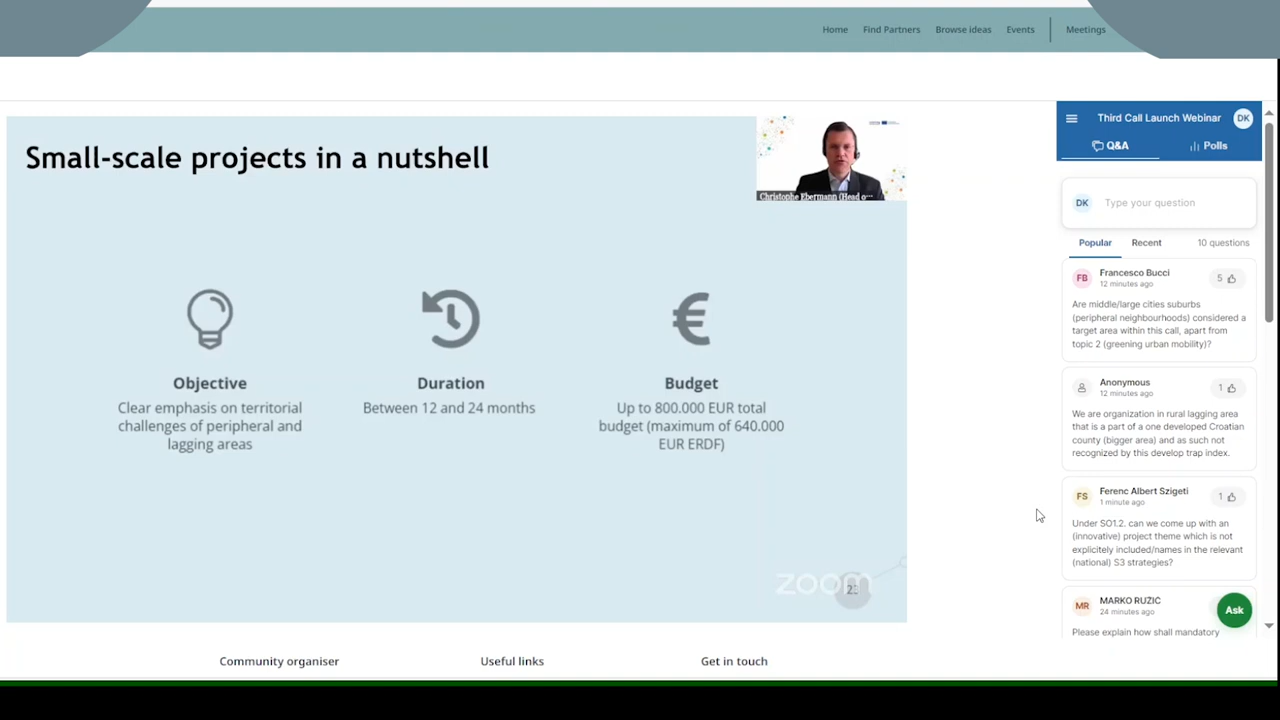 Home Find Partners Browse ideas Events Meetings
Small-scale projects in a nutshell
Christophe Ebermann (Head o...
Objective
Clear emphasis on territorial
challenges of peripheral and
lagging areas
Duration
Between 12 and 24 months
€
Budget
Up to 800.000 EUR total
budget (maximum of 640.000
EUR ERDF)
zoom
Third Call Launch Webinar DK
Q&A Polls
DK Type your question
Popular Recent 10 questions
FB Francesco Bucci 5
12 minutes ago
Are middle/large cities suburbs
(peripheral neighbourhoods) considered a
target area within this call, apart from
topic 2 (greening urban mobility)?
Anonymous 1
12 minutes ago
We are organization in rural lagging area
that is a part of a one developed Croatian
county (bigger area) and as such not
recognized by this develop trap index.
FS Ferenc Albert Szigeti 1
1 minute ago
Under SO1.2. can we come up with an
(innovative) project theme which is not
explicitely included/names in the relevant
(national) S3 strategies?
MR MARKO RUŽIĆ
24 minutes ago
Please explain how shall mandatory
Ask
Community organiser Useful links Get in touch